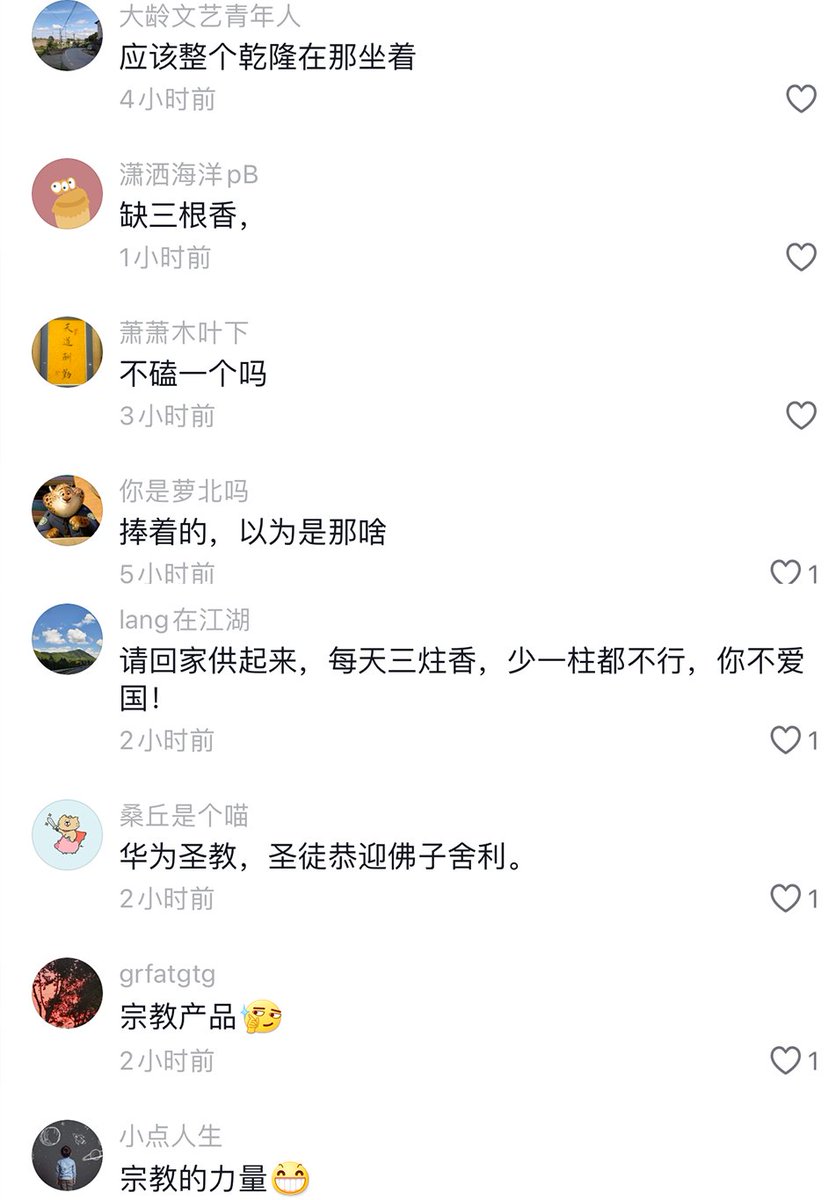 大龄文艺青年人
应该整个乾隆在那坐着
4小时前
潇洒海洋pB
缺三根香，
1小时前
萧萧木叶下
天道酬勤
不磕一个吗
3小时前
你是萝北吗
捧着的，以为是那啥
5小时前
1
lang在江湖
请回家供起来，每天三炷香，少一柱都不行，你不爱
国！
2小时前
1
桑丘是个喵
华为圣教，圣徒恭迎佛子舍利。
2小时前
1
grfatgtg
宗教产品
2小时前
1
小点人生
宗教的力量